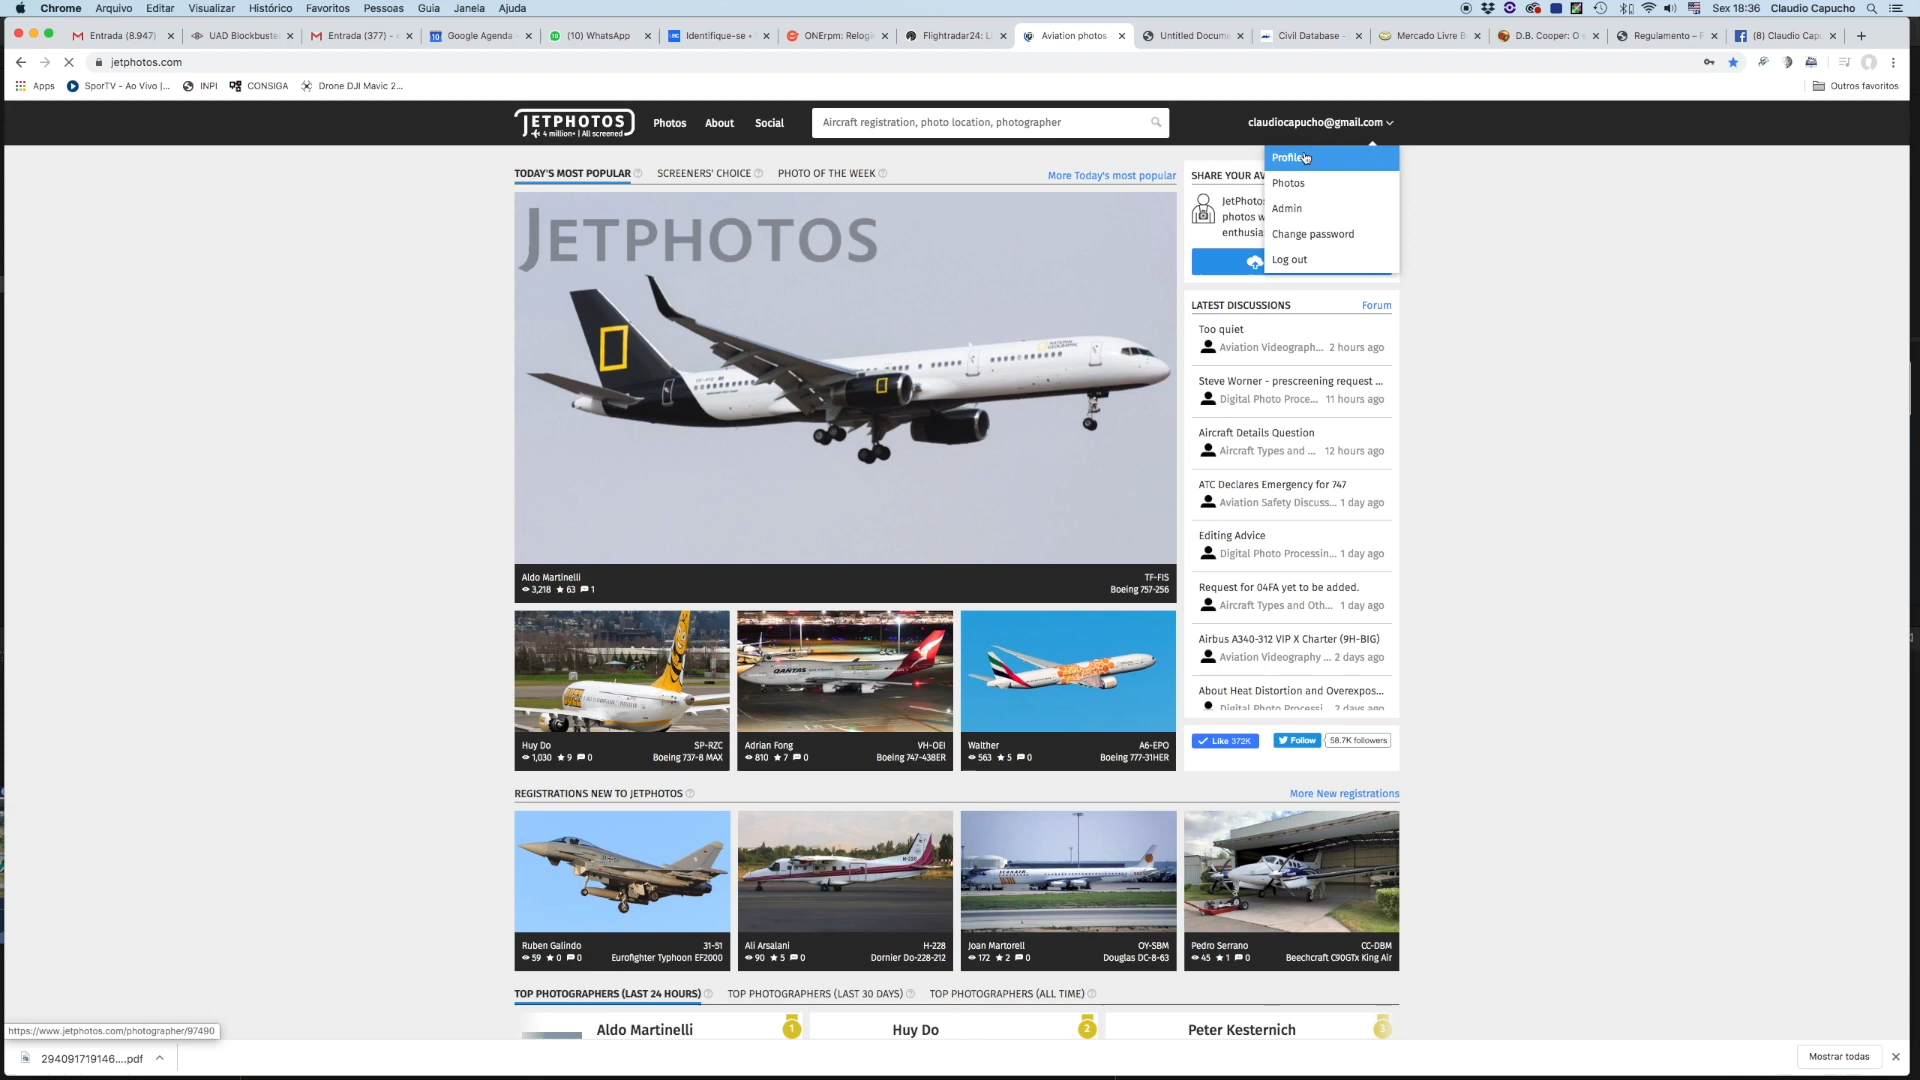 Chrome Arquivo Editar Visualizar Histórico Favoritos Pessoas Guia Janela Ajuda Sex 18:36 Claudio Capucho
Entrada (8.947) UAD Blockbuste Entrada (377) - Google Agenda WhatsApp (10) Identifique-se ONErpm: Relogi Flightradar24: Li Aviation photos Untitled Docume Civil Database - Mercado Livre B D.B. Cooper: O s Regulamento – F (8) Claudio Cap
jetphotos.com
Apps SporTV - Ao Vivo |... INPI CONSIGA Drone DJI Mavic 2... Outros favoritos
JETPHOTOS
4 million+ | All screened
Photos About Social
Aircraft registration, photo location, photographer
claudiocapucho@gmail.com
Profile
Photos
Admin
Change password
Log out
TODAY'S MOST POPULAR SCREENERS' CHOICE PHOTO OF THE WEEK More Today's most popular
JETPHOTOS
NATIONAL GEOGRAPHIC
Aldo Martinelli TF-FIS
3,218 63 1 Boeing 757-256
SHARE YOUR AV
JetPhoto
photos w
enthusia
LATEST DISCUSSIONS Forum
Too quiet
Aviation Videograph... 2 hours ago
Steve Worner - prescreening request ...
Digital Photo Proce... 11 hours ago
Aircraft Details Question
Aircraft Types and ... 12 hours ago
ATC Declares Emergency for 747
Aviation Safety Discuss... 1 day ago
Editing Advice
Digital Photo Processin... 1 day ago
Request for 04FA yet to be added.
Aircraft Types and Oth... 1 day ago
Airbus A340-312 VIP X Charter (9H-BIG)
Aviation Videography ... 2 days ago
About Heat Distortion and Overexpos...
Digital Photo Processi... 2 days ago
Like 372K Follow 58.7K followers
QANTAS
Huy Do SP-RZC
1,030 9 0 Boeing 737-8 MAX
Adrian Fong VH-OEI
810 7 0 Boeing 747-438ER
Walther A6-EPO
563 5 0 Boeing 777-31HER
REGISTRATIONS NEW TO JETPHOTOS More New registrations
Ruben Galindo 31-51
59 0 0 Eurofighter Typhoon EF2000
Ali Arsalani H-228
90 5 0 Dornier Do-228-212
SCANAIR
Joan Martorell OY-SBM
172 2 0 Douglas DC-8-63
Pedro Serrano CC-DBM
45 1 0 Beechcraft C90GTx King Air
TOP PHOTOGRAPHERS (LAST 24 HOURS) TOP PHOTOGRAPHERS (LAST 30 DAYS) TOP PHOTOGRAPHERS (ALL TIME)
Aldo Martinelli 1 Huy Do 2 Peter Kesternich 3
https://www.jetphotos.com/photographer/97490
294091719146....pdf Mostrar todas